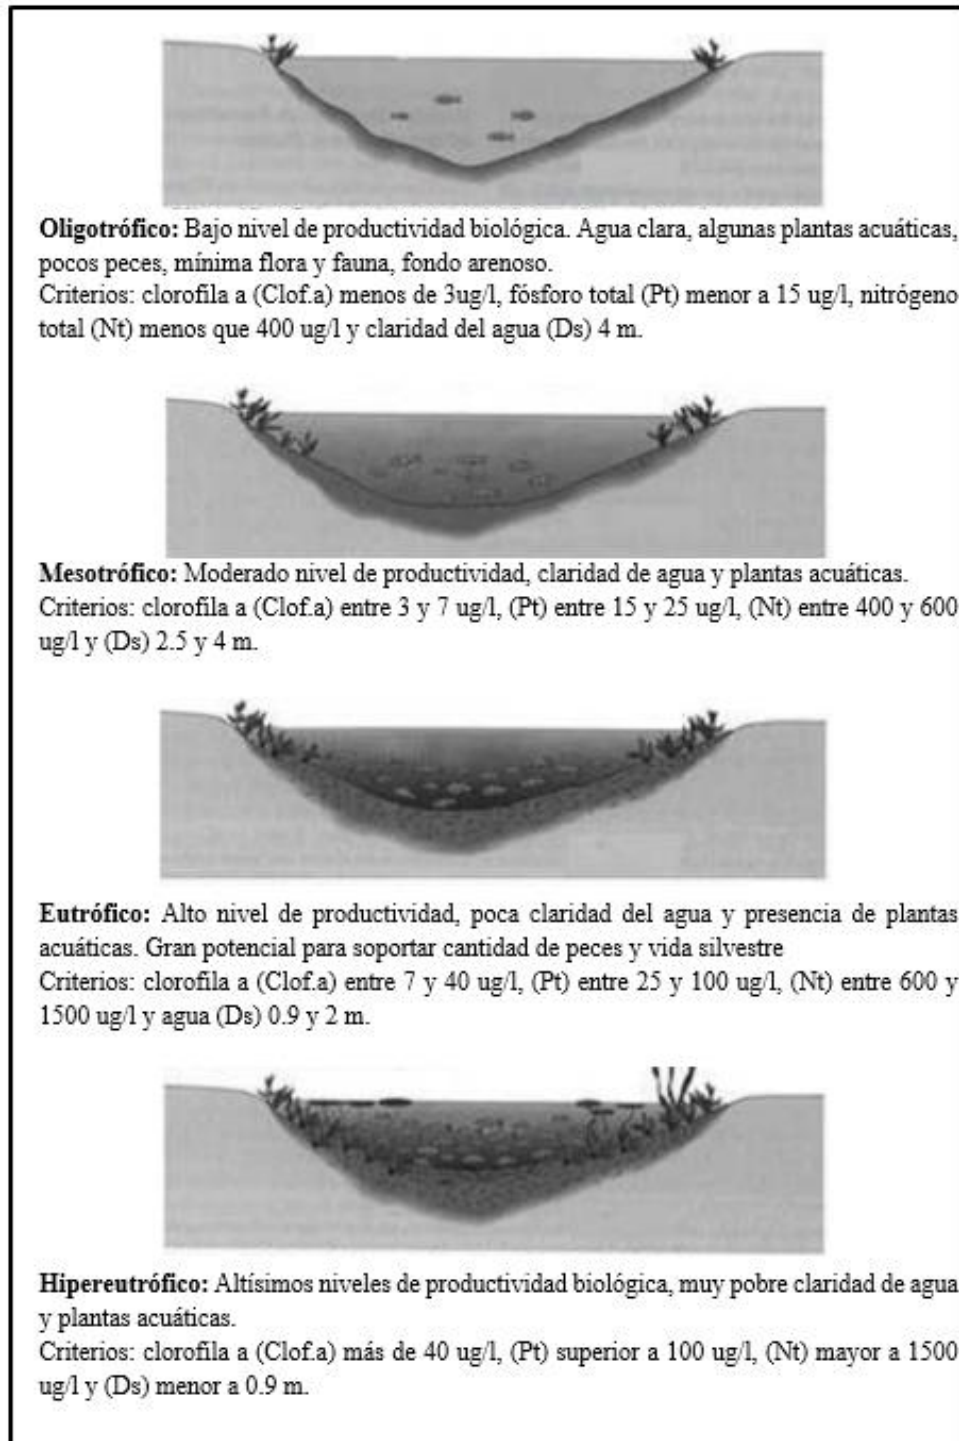 Oligotrófico: Bajo nivel de productividad biológica. Agua clara, algunas plantas acuáticas,
pocos peces, mínima flora y fauna, fondo arenoso.
Criterios: clorofila a (Clof.a) menos de 3ug/l, fósforo total (Pt) menor a 15 ug/l, nitrógeno
total (Nt) menos que 400 ug/l y claridad del agua (Ds) 4 m.
Mesotrófico: Moderado nivel de productividad, claridad de agua y plantas acuáticas.
Criterios: clorofila a (Clof.a) entre 3 y 7 ug/l, (Pt) entre 15 y 25 ug/l, (Nt) entre 400 y 600
ug/l y (Ds) 2.5 y 4 m.
Eutrófico: Alto nivel de productividad, poca claridad del agua y presencia de plantas
acuáticas. Gran potencial para soportar cantidad de peces y vida silvestre
Criterios: clorofila a (Clof.a) entre 7 y 40 ug/l, (Pt) entre 25 y 100 ug/l, (Nt) entre 600 y
1500 ug/l y agua (Ds) 0.9 y 2 m.
Hipereutrófico: Altísimos niveles de productividad biológica, muy pobre claridad de agua
y plantas acuáticas.
Criterios: clorofila a (Clof.a) más de 40 ug/l, (Pt) superior a 100 ug/l, (Nt) mayor a 1500
ug/l y (Ds) menor a 0.9 m.